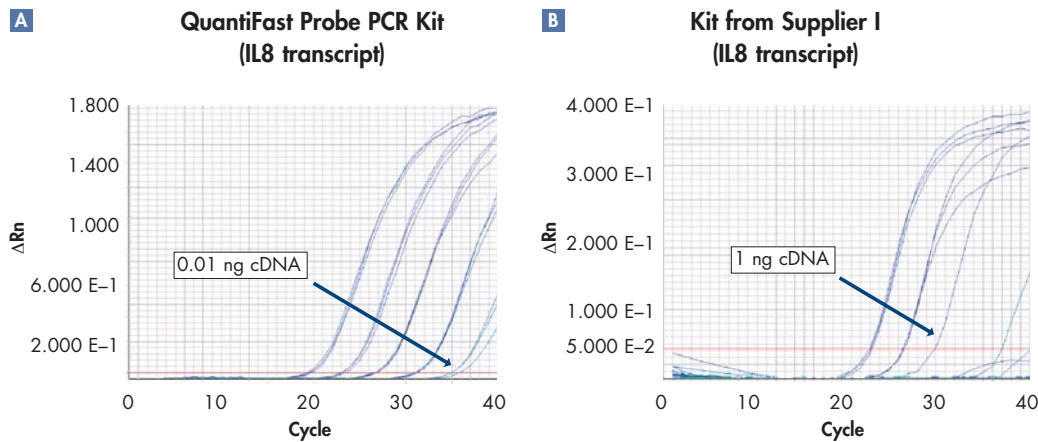 A
QuantiFast Probe PCR Kit
(IL8 transcript)
1.800
1.400
1.000
6.000 E–1
2.000 E–1
ΔRn
0.01 ng cDNA
0 10 20 30 40
Cycle
B
Kit from Supplier I
(IL8 transcript)
4.000 E–1
3.000 E–1
2.000 E–1
1.000 E–1
5.000 E–2
ΔRn
1 ng cDNA
0 10 20 30 40
Cycle